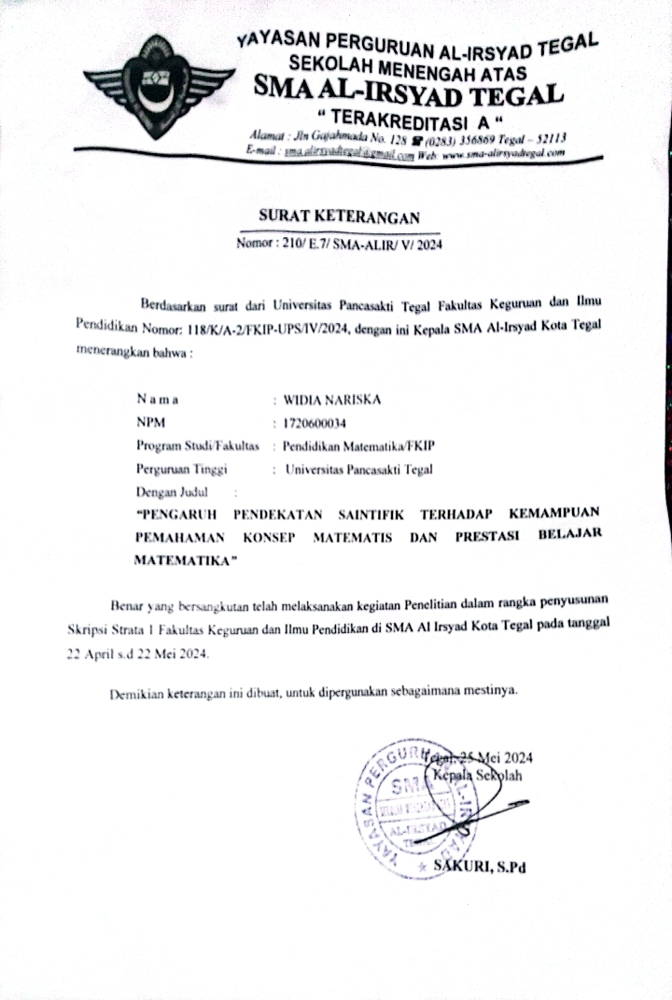 YAYASAN PERGURUAN AL-IRSYAD TEGAL
SEKOLAH MENENGAH ATAS
SMA AL-IRSYAD TEGAL
“ TERAKREDITASI A “
Alamat : Jln Gajahmada No. 128 ☎ (0283) 356869 Tegal – 52113
E-mail : sma.alirsyadtegal@gmail.com Web: www.sma-alirsyadtegal.com
SURAT KETERANGAN
Nomor : 210/ E.7/ SMA-ALIR/ V/ 2024
Berdasarkan surat dari Universitas Pancasakti Tegal Fakultas Keguruan dan Ilmu
Pendidikan Nomor: 118/K/A-2/FKIP-UPS/IV/2024, dengan ini Kepala SMA Al-Irsyad Kota Tegal
menerangkan bahwa :
N a m a : WIDIA NARISKA
NPM : 1720600034
Program Studi/Fakultas : Pendidikan Matematika/FKIP
Perguruan Tinggi : Universitas Pancasakti Tegal
Dengan Judul :
“PENGARUH PENDEKATAN SAINTIFIK TERHADAP KEMAMPUAN
PEMAHAMAN KONSEP MATEMATIS DAN PRESTASI BELAJAR
MATEMATIKA”
Benar yang bersangkutan telah melaksanakan kegiatan Penelitian dalam rangka penyusunan
Skripsi Strata 1 Fakultas Keguruan dan Ilmu Pendidikan di SMA Al Irsyad Kota Tegal pada tanggal
22 April s.d 22 Mei 2024.
Demikian keterangan ini dibuat, untuk dipergunakan sebagaimana mestinya.
Tegal, 25 Mei 2024
Kepala Sekolah
YAYASAN PERGURUAN AL-IRSYAD
SMA
AL-IRSYAD
SAKURI, S.Pd